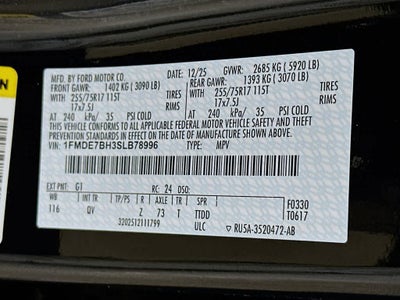 MFD. BY FORD MOTOR CO.
12/25 GVWR: 2685 KG ( 5920 LB)
FRONT GAWR: 1402 KG ( 3090 LB) REAR GAWR: 1393 KG ( 3070 LB)
WITH 255/75R17 115T TIRES WITH 255/75R17 115T TIRES
17x7.5J RIMS 17x7.5J RIMS
AT 240 kPa/ 35 PSI COLD AT 240 kPa/ 35 PSI COLD
THIS VEHICLE CONFORMS TO ALL APPLICABLE FEDERAL MOTOR VEHICLE SAFETY, BUMPER, AND
THEFT PREVENTION STANDARDS IN EFFECT ON THE DATE OF MANUFACTURE SHOWN ABOVE.
VIN: 1FMDE7BH3SLB78996 TYPE: MPV
EXT PNT: G1 RC: 24 DSO: F0330
WB INT TR TP/PS R AXLE TR SPR T0617
116 QV Z 73 T TTDD
3202512111799 ULC RU5A-3520472-AB